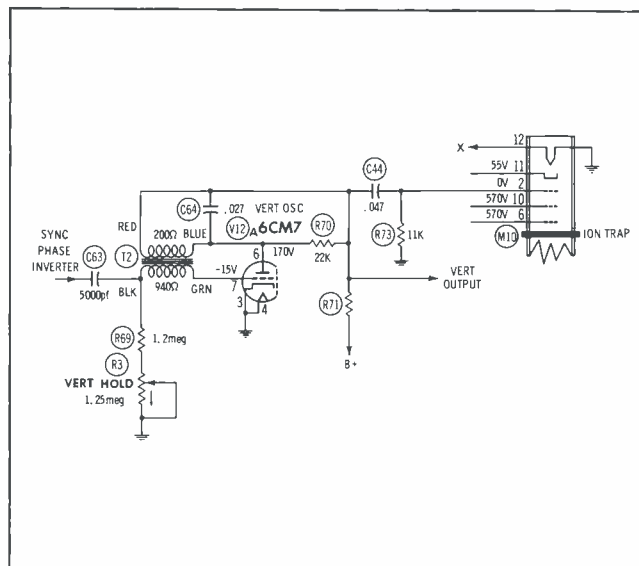 12
X
C44
55V 11
0V 2
C64
.027
VERT OSC
.047
570V 10
RED
V12 A 6CM7
R70
570V 6
SYNC
PHASE
INVERTER
200Ω
BLUE
R73
11K
M10
ION TRAP
C63
T2
6
170V
22K
-15V
5000pf
BLK
940Ω
GRN
7
R71
VERT
OUTPUT
3
4
R69
1.2meg
B+
R3
VERT HOLD
1.25meg